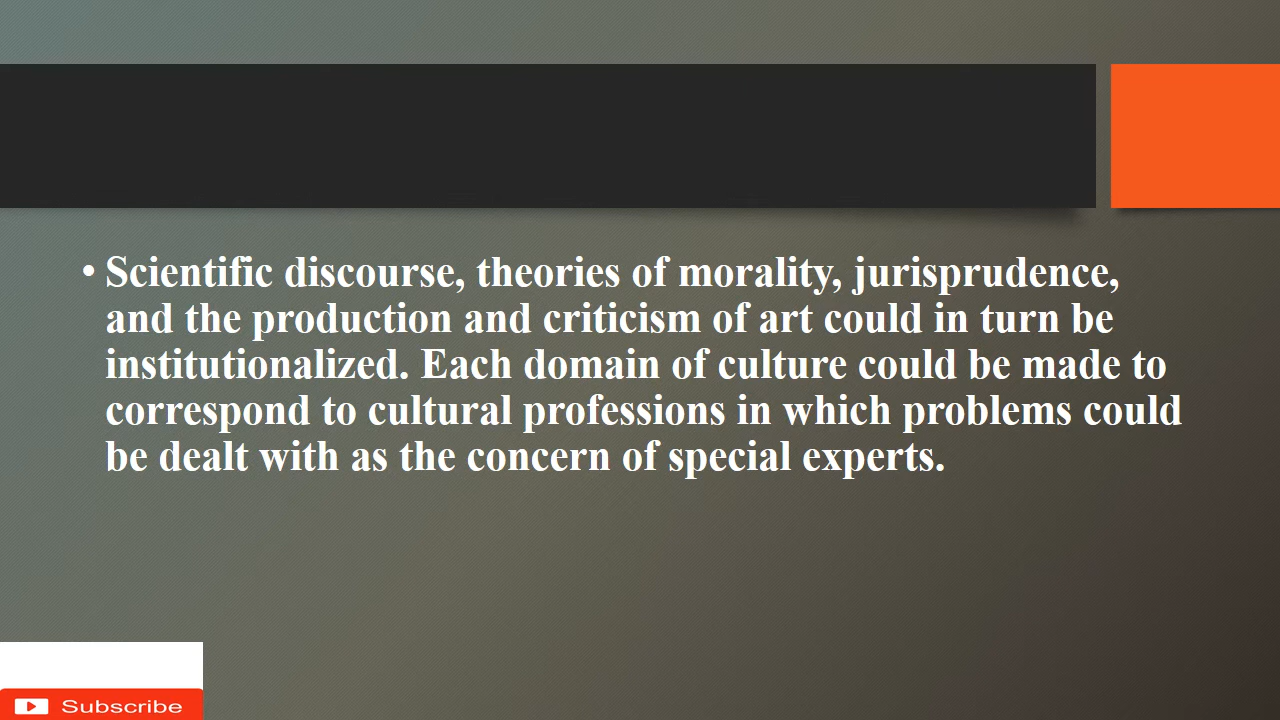 • Scientific discourse, theories of morality, jurisprudence,
and the production and criticism of art could in turn be
institutionalized. Each domain of culture could be made to
correspond to cultural professions in which problems could
be dealt with as the concern of special experts.
Subscribe